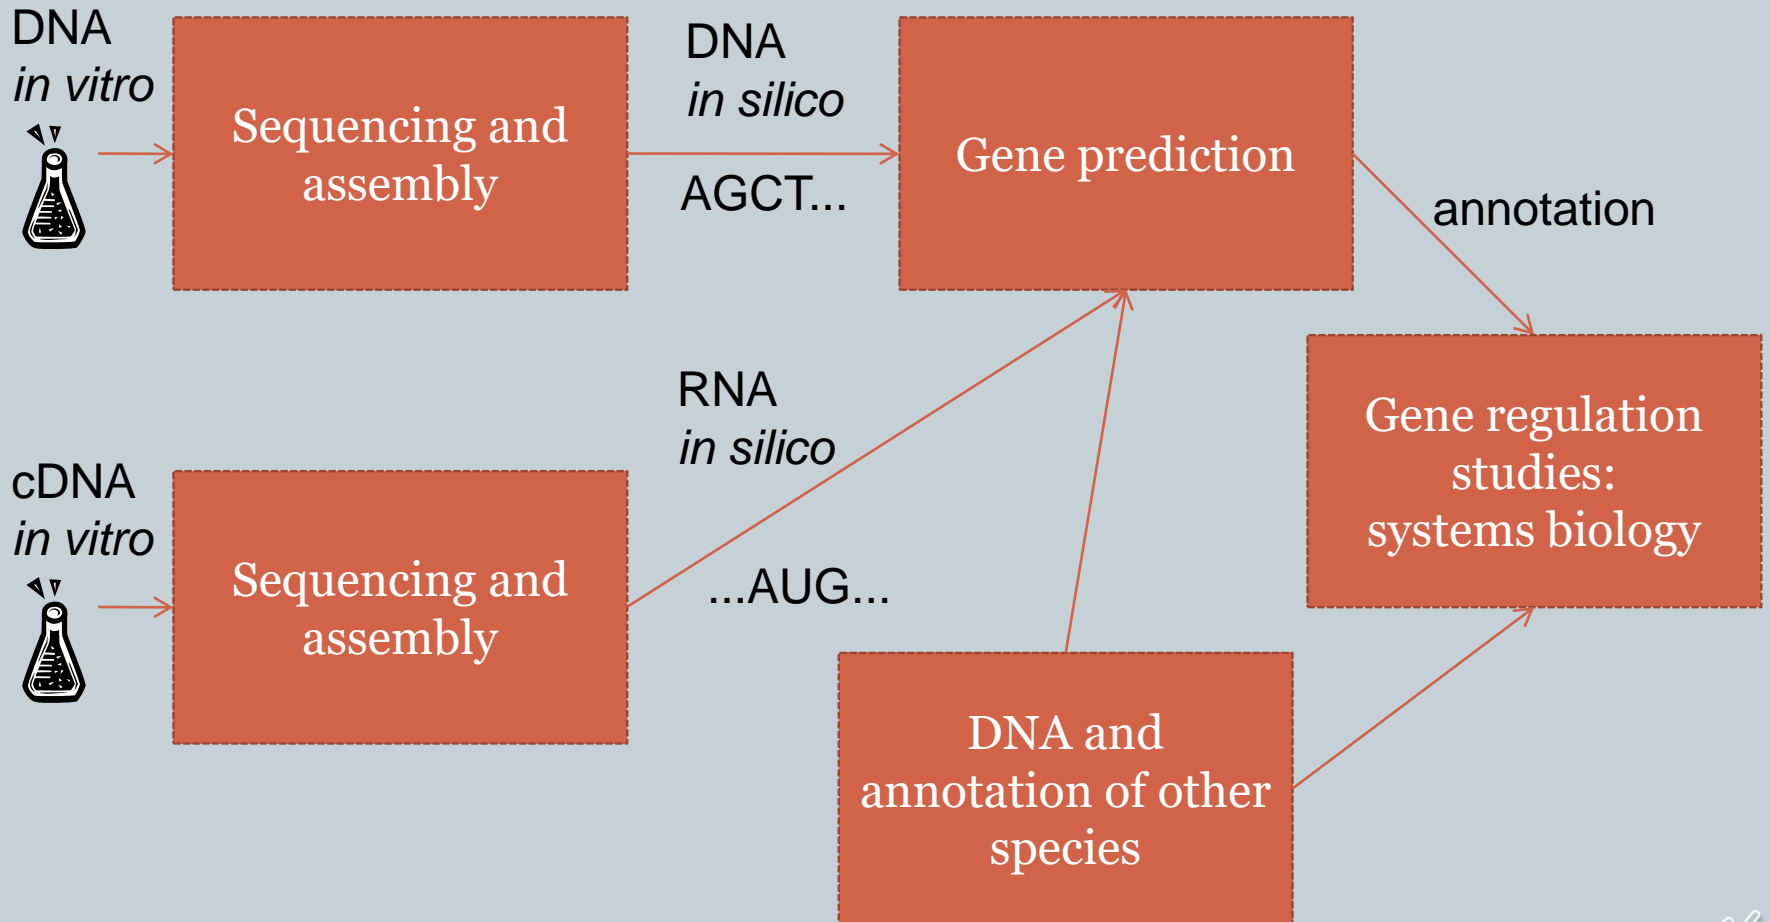 DNA
in vitro
Sequencing and
assembly
DNA
in silico
AGCT...
Gene prediction
annotation
RNA
in silico
...AUG...
Gene regulation
studies:
systems biology
cDNA
in vitro
Sequencing and
assembly
DNA and
annotation of other
species